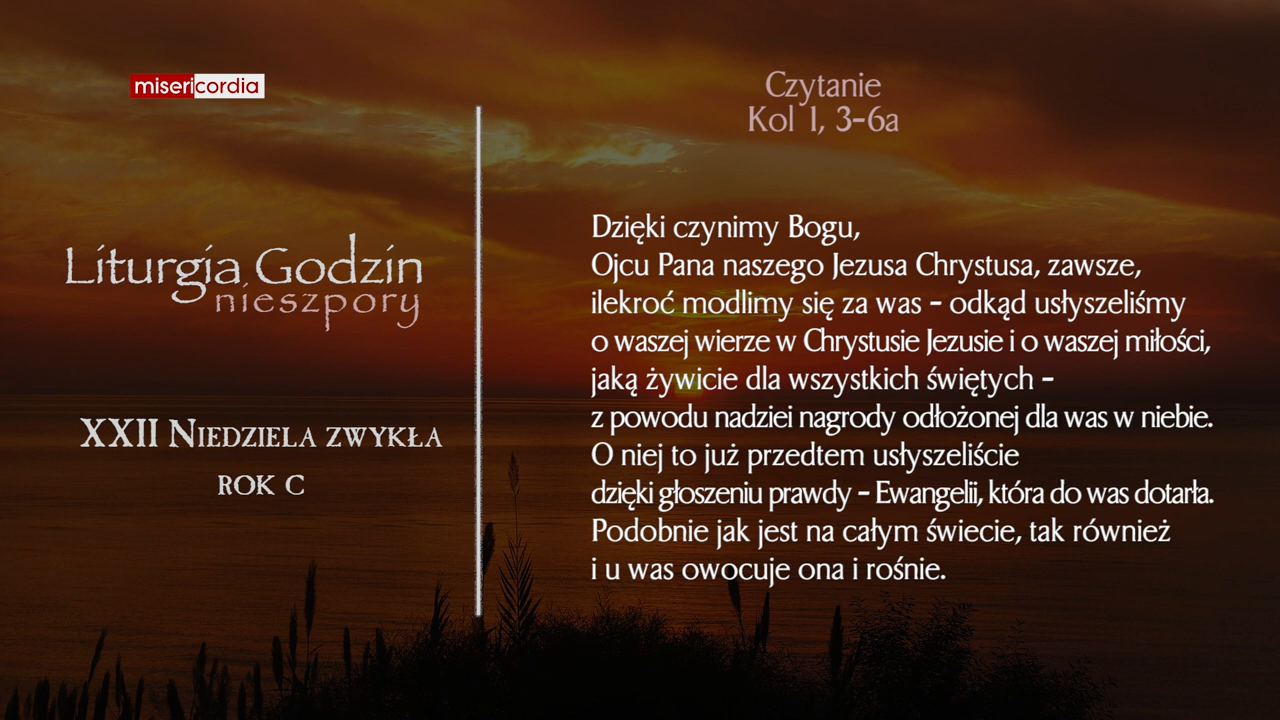 misericordia
Liturgia Godzin
nieszpory
XXII Niedziela zwykła
rok C
Czytanie
Kol 1, 3-6a
Dzięki czynimy Bogu,
Ojcu Pana naszego Jezusa Chrystusa, zawsze,
ilekroć modlimy się za was - odkąd usłyszeliśmy
o waszej wierze w Chrystusie Jezusie i o waszej miłości,
jaką żywicie dla wszystkich świętych -
z powodu nadziei nagrody odłożonej dla was w niebie.
O niej to już przedtem usłyszeliście
dzięki głoszeniu prawdy - Ewangelii, która do was dotarła.
Podobnie jak jest na całym świecie, tak również
i u was owocuje ona i rośnie.